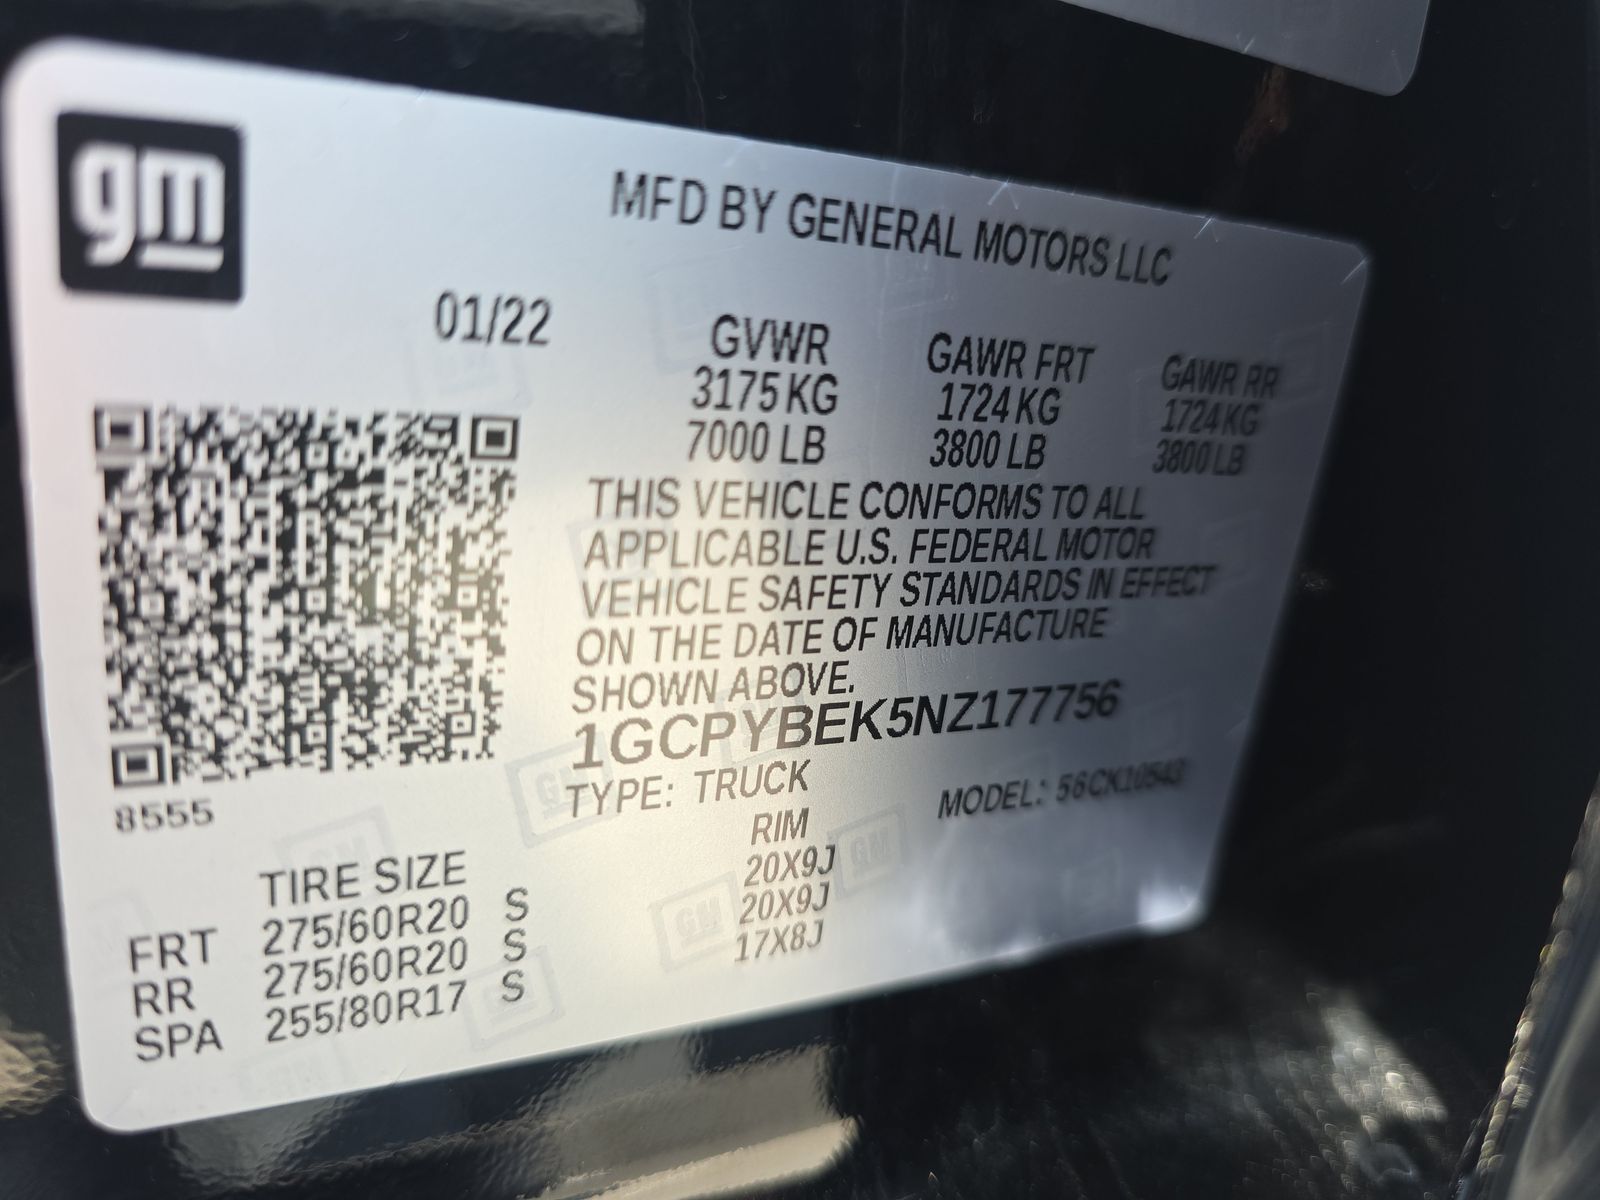 gm
MFD BY GENERAL MOTORS LLC
01/22
GVWR GAWR FRT GAWR RR
3175 KG 1724 KG 1724 KG
7000 LB 3800 LB 3800 LB
THIS VEHICLE CONFORMS TO ALL
APPLICABLE U.S. FEDERAL MOTOR
VEHICLE SAFETY STANDARDS IN EFFECT
ON THE DATE OF MANUFACTURE
SHOWN ABOVE.
1GCPYBEK5NZ177756
TYPE: TRUCK MODEL: 56CK10543
8555
TIRE SIZE RIM
FRT 275/60R20 S 20X9J
RR 275/60R20 S 20X9J
SPA 255/80R17 S 17X8J